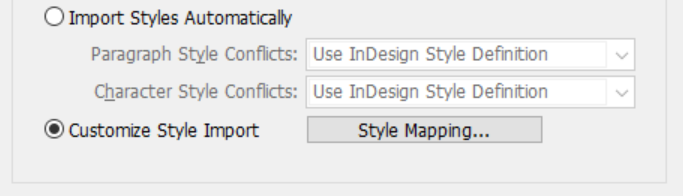 Import Styles Automatically
Paragraph Style Conflicts: Use InDesign Style Definition
Character Style Conflicts: Use InDesign Style Definition
Customize Style Import Style Mapping...